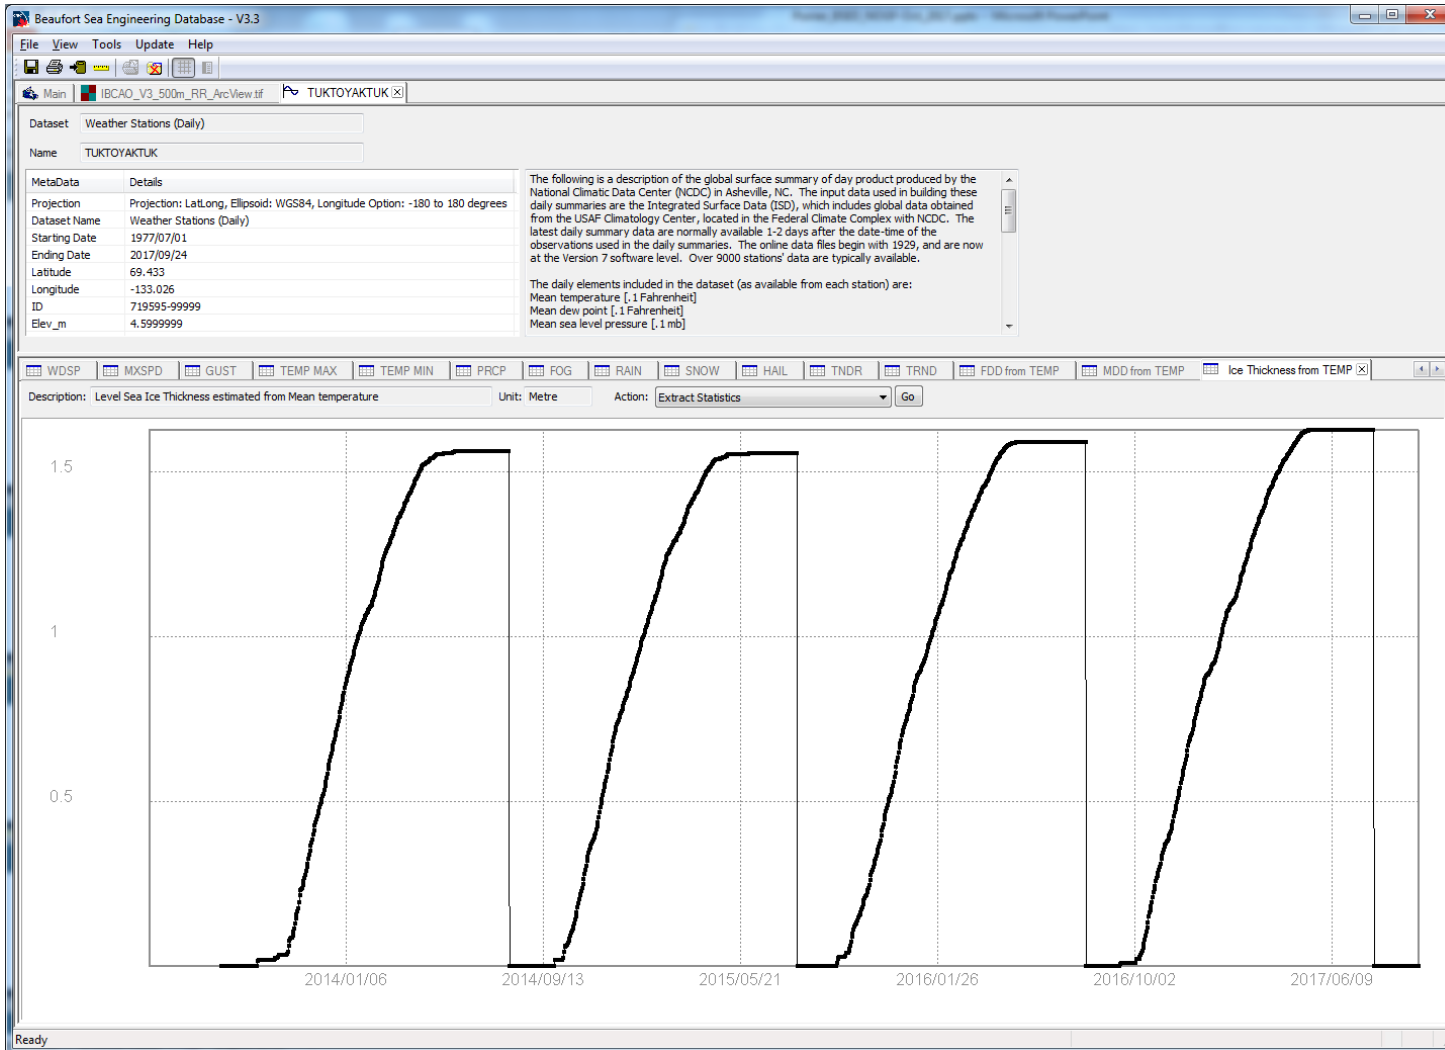 Beaufort Sea Engineering Database - V3.3
File View Tools Update Help
Main IBCAO_V3_500m_RR_ArcView.tif TUKTOYAKTUK
Dataset Weather Stations (Daily)
Name TUKTOYAKTUK
MetaData Details
Projection Projection: LatLong, Ellipsoid: WGS84, Longitude Option: -180 to 180 degrees
Dataset Name Weather Stations (Daily)
Starting Date 1977/07/01
Ending Date 2017/09/24
Latitude 69.433
Longitude -133.026
ID 719595-99999
Elev_m 4.5999999
The following is a description of the global surface summary of day product produced by the
National Climatic Data Center (NCDC) in Asheville, NC. The input data used in building these
daily summaries are the Integrated Surface Data (ISD), which includes global data obtained
from the USAF Climatology Center, located in the Federal Climate Complex with NCDC. The
latest daily summary data are normally available 1-2 days after the date-time of the
observations used in the daily summaries. The online data files begin with 1929, and are now
at the Version 7 software level. Over 9000 stations' data are typically available.
The daily elements included in the dataset (as available from each station) are:
Mean temperature [.1 Fahrenheit]
Mean dew point [.1 Fahrenheit]
Mean sea level pressure [.1 mb]
WDSP MXSPD GUST TEMP MAX TEMP MIN PRCP FOG RAIN SNOW HAIL TNDR TRND FDD from TEMP MDD from TEMP Ice Thickness from TEMP
Description: Level Sea Ice Thickness estimated from Mean temperature Unit: Metre Action: Extract Statistics Go
1.5
1
0.5
2014/01/06 2014/09/13 2015/05/21 2016/01/26 2016/10/02 2017/06/09
Ready